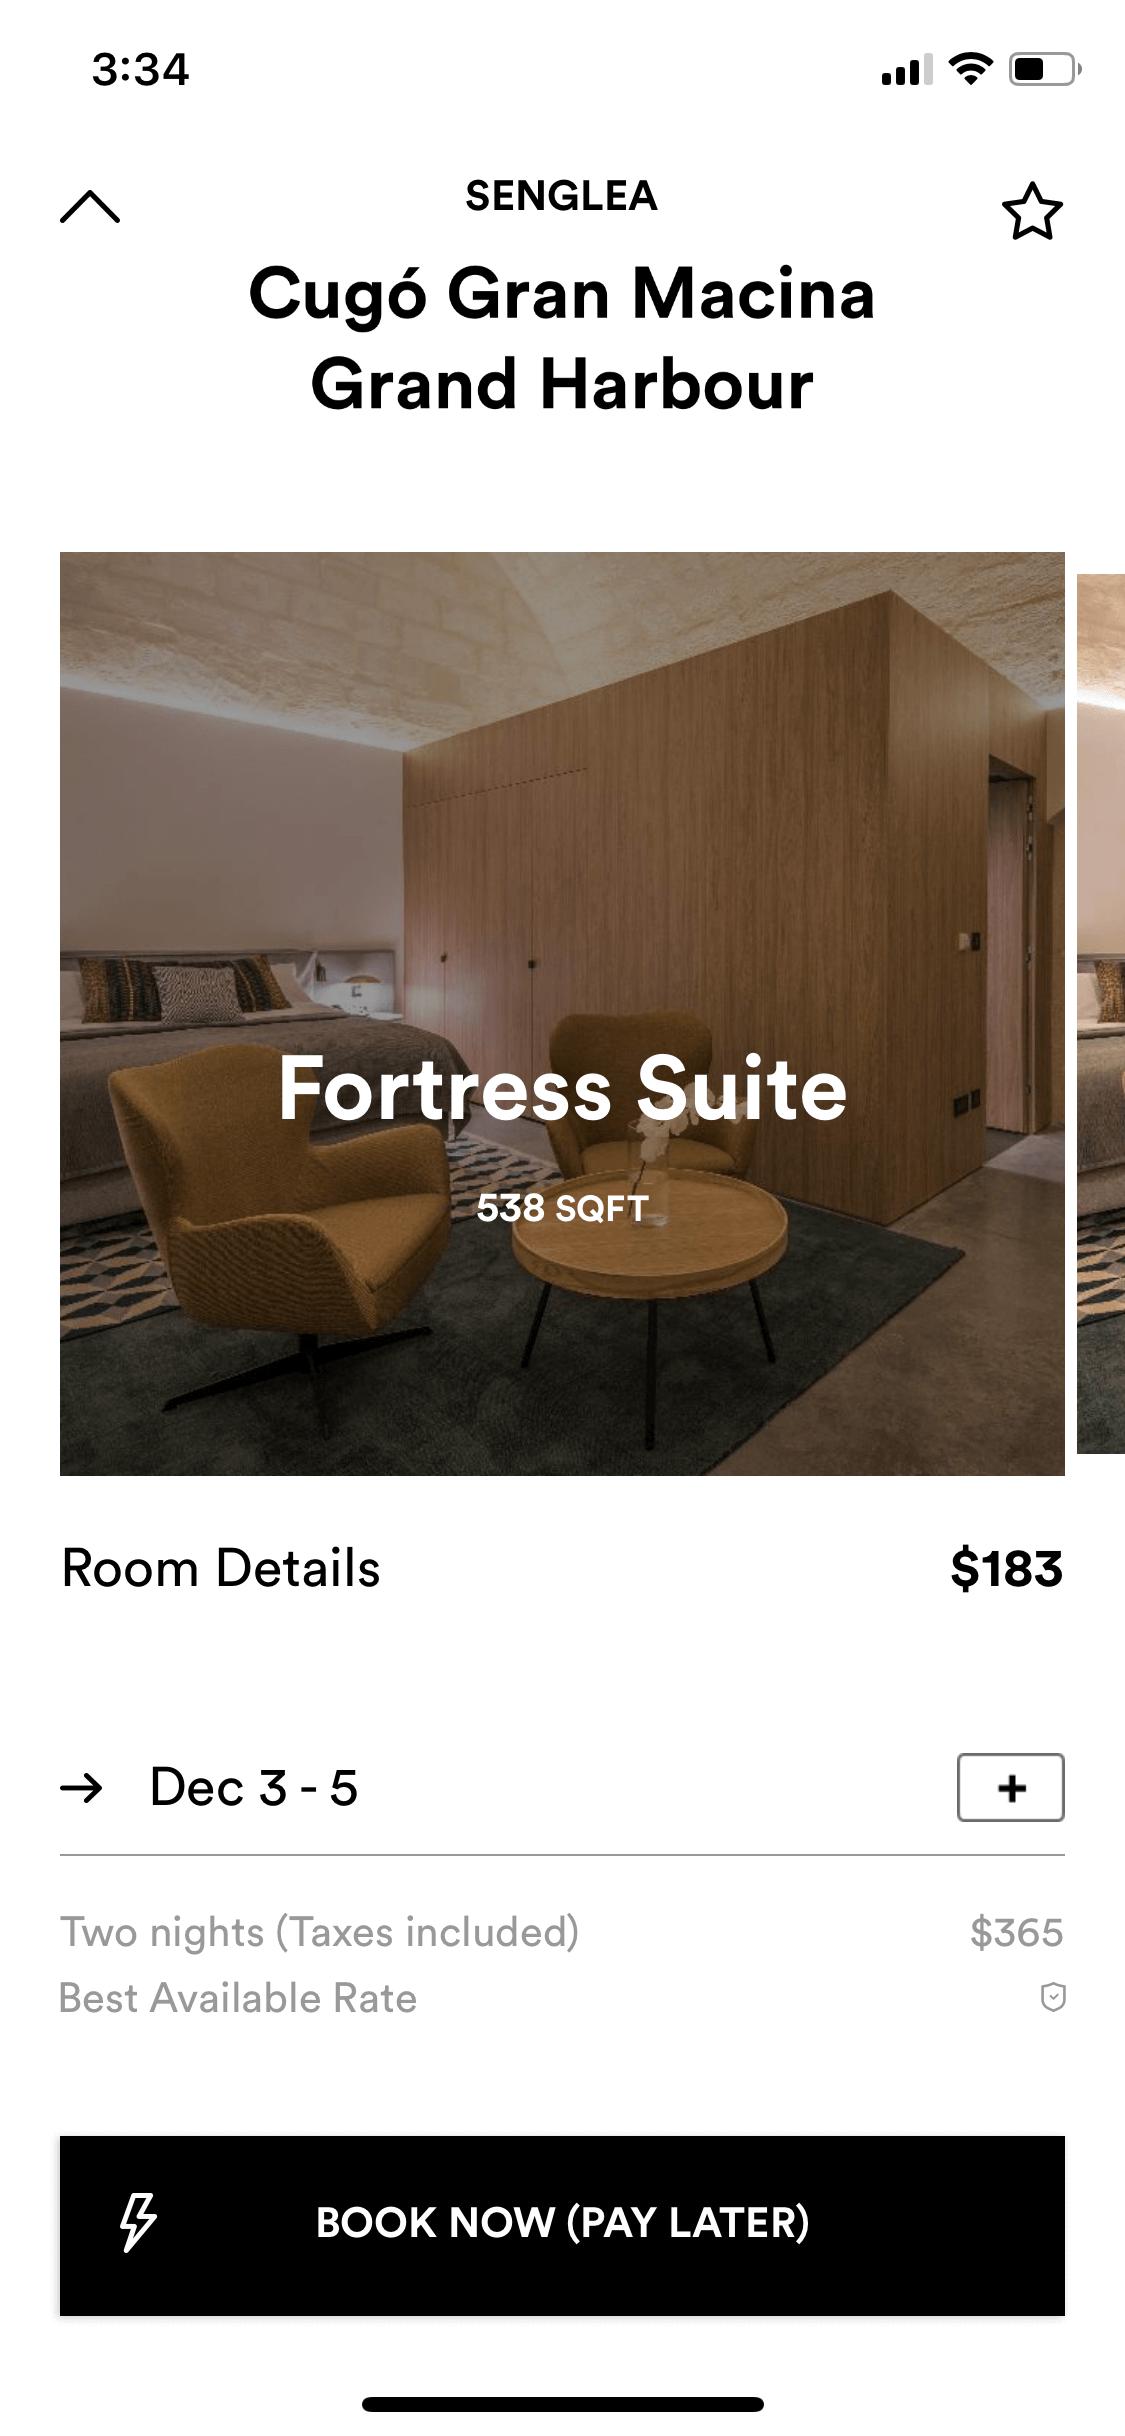 3:34
SENGLEA
Cugó Gran Macina
Grand Harbour
Fortress Suite
538 SQFT
Room Details $183
Dec 3 - 5 +
Two nights (Taxes included) $365
Best Available Rate
BOOK NOW (PAY LATER)